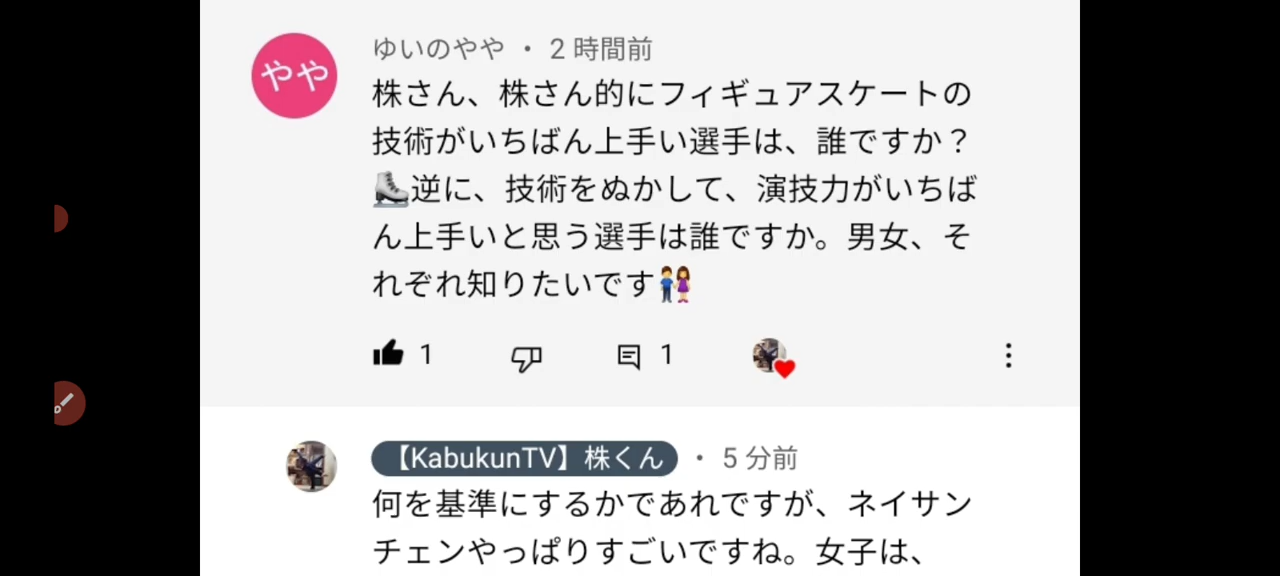 やや
ゆいのやや ・ 2 時間前
株さん、株さん的にフィギュアスケートの
技術がいちばん上手い選手は、誰ですか？
⛸逆に、技術をぬかして、演技力がいちば
ん上手いと思う選手は誰ですか。男女、そ
れぞれ知りたいです👫
1 1
【KabukunTV】株くん ・ 5 分前
何を基準にするかであれですが、ネイサン
チェンやっぱりすごいですね。女子は、